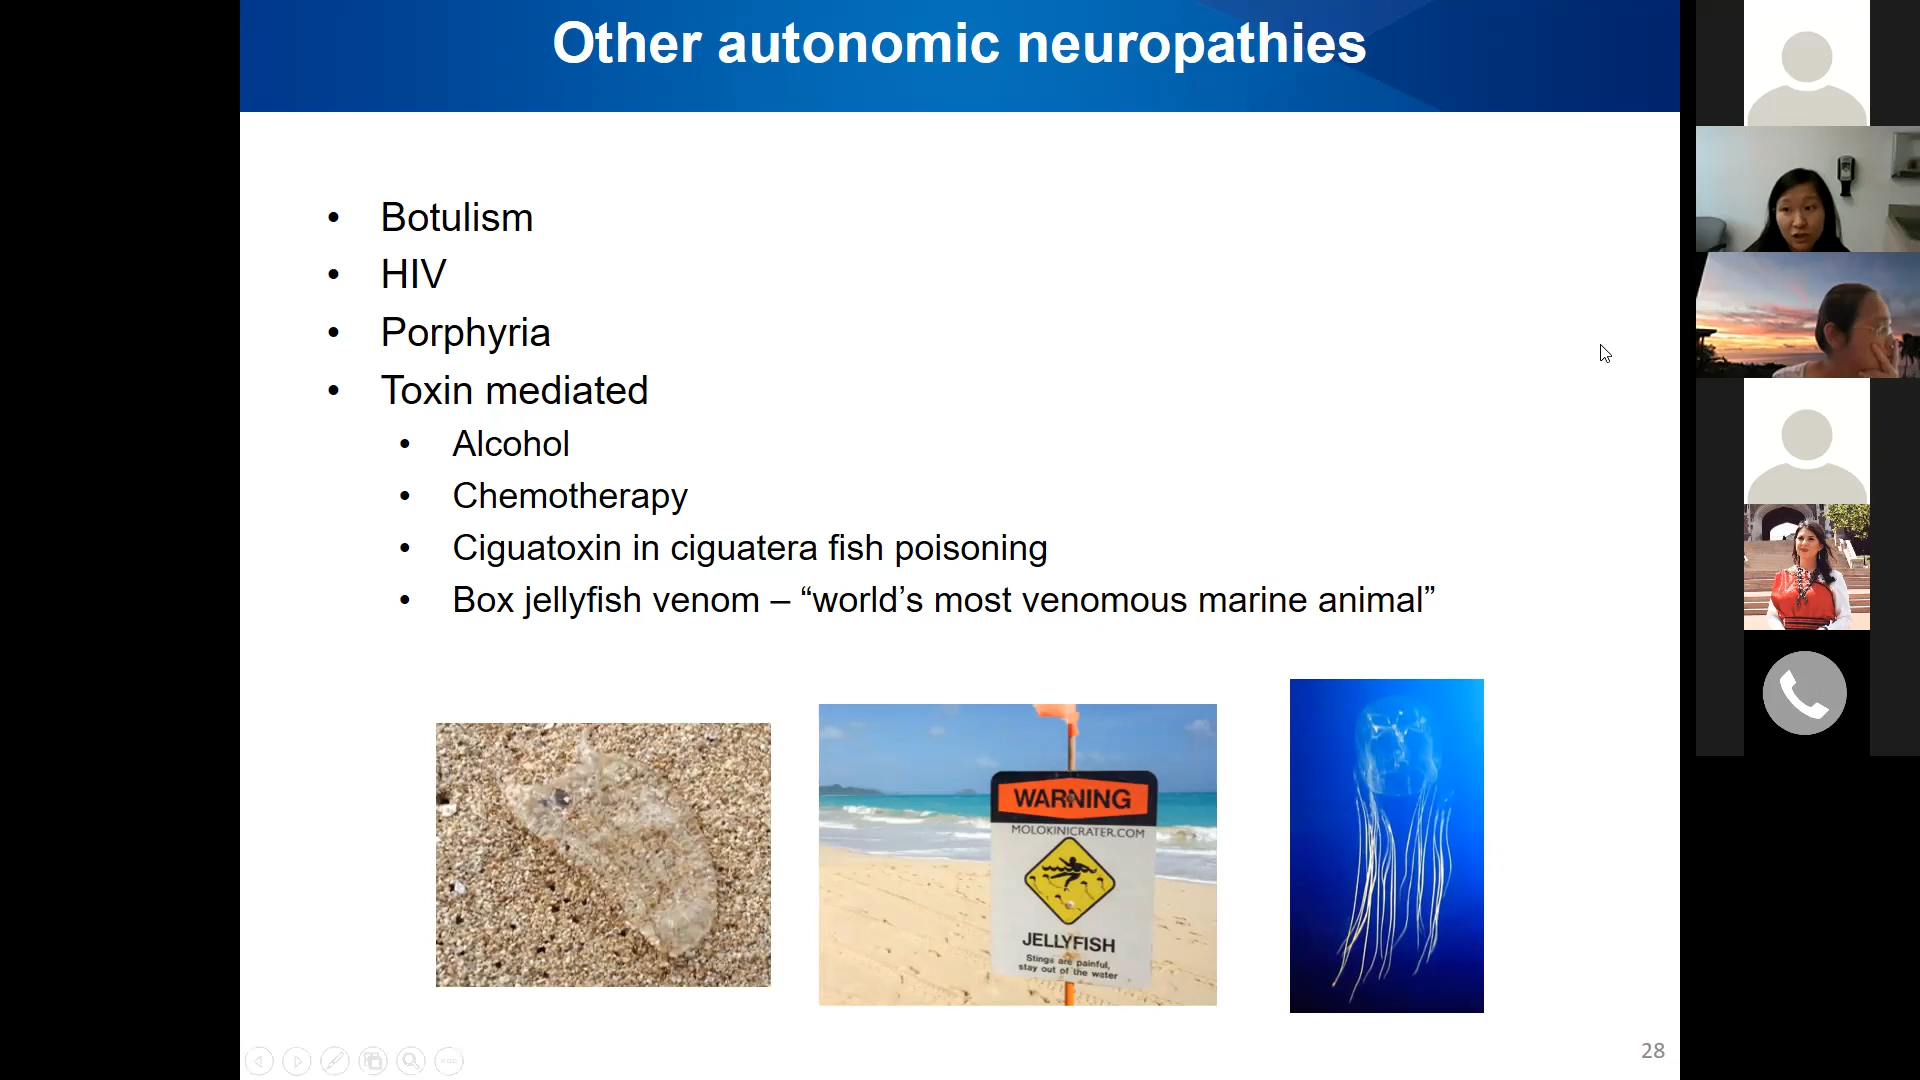 Other autonomic neuropathies
• Botulism
• HIV
• Porphyria
• Toxin mediated
• Alcohol
• Chemotherapy
• Ciguatoxin in ciguatera fish poisoning
• Box jellyfish venom – “world’s most venomous marine animal”
WARNING
MOLOKINICRATER.COM
JELLYFISH
Stings are painful,
stay out of the water
28